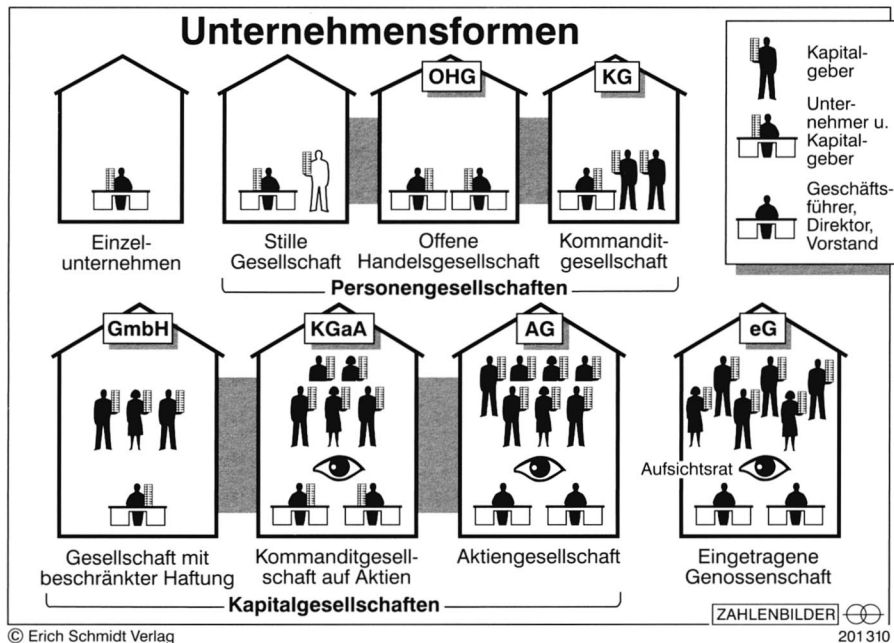 Unternehmensformen
OHG
KG
Kapital-
geber
Unter-
nehmer u.
Kapital-
geber
Geschäfts-
führer,
Direktor,
Vorstand
Einzel-
unternehmen
Stille
Gesellschaft
Offene
Handelsgesellschaft
Kommandit-
gesellschaft
Personengesellschaften
GmbH
KGaA
AG
eG
Aufsichtsrat
Gesellschaft mit
beschränkter Haftung
Kommanditgesell-
schaft auf Aktien
Aktiengesellschaft
Eingetragene
Genossenschaft
Kapitalgesellschaften
ZAHLENBILDER
© Erich Schmidt Verlag
201 310